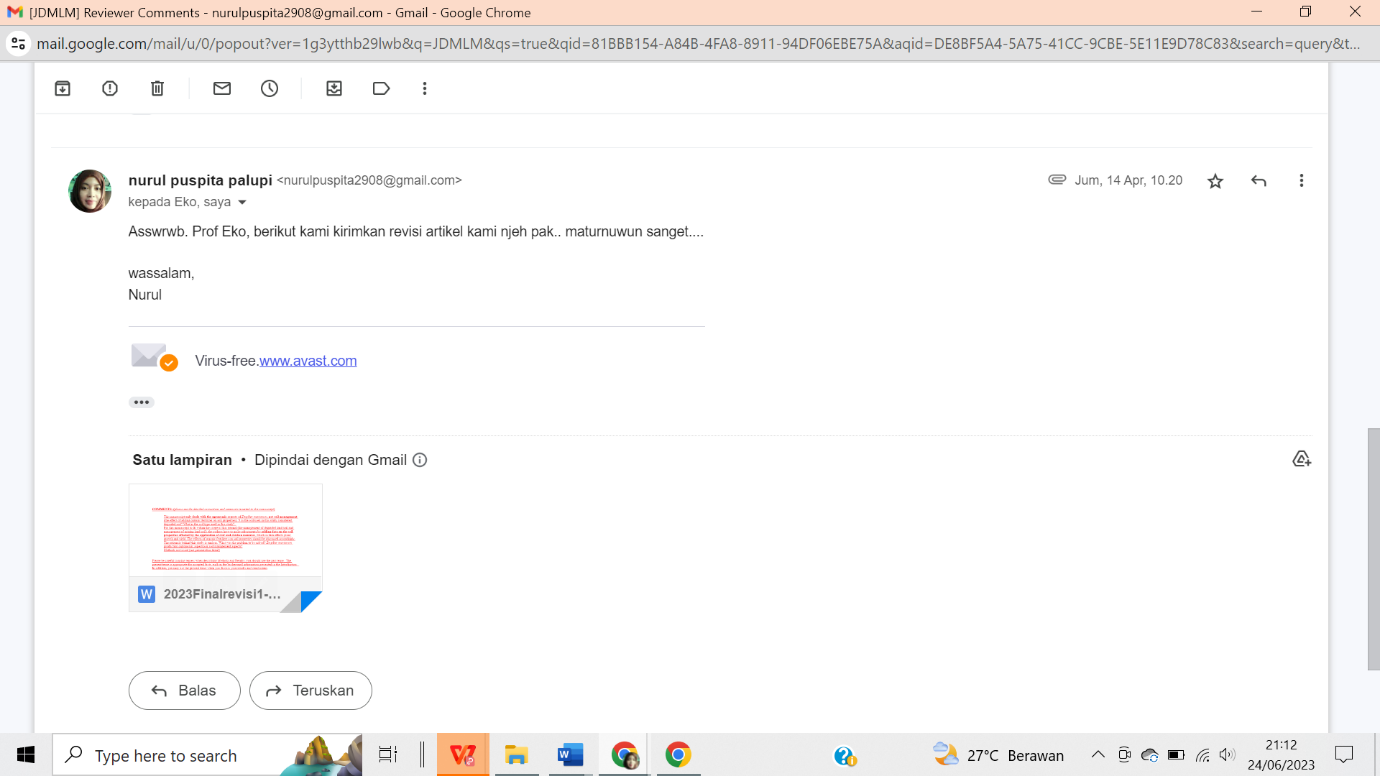 [JDMLM] Reviewer Comments - nurulpuspita2908@gmail.com - Gmail - Google Chrome
mail.google.com/mail/u/0/popout?ver=1g3ytthb29lwb&q=JDMLM&qs=true&qid=81BBB154-A84B-4FA8-8911-94DF06EBE75A&aqid=DE8BF5A4-5A75-41CC-9CBE-5E11E9D78C83&search=query&t...
nurul puspita palupi <nurulpuspita2908@gmail.com>
Jum, 14 Apr, 10.20
kepada Eko, saya
Asswrwb. Prof Eko, berikut kami kirimkan revisi artikel kami njeh pak.. maturnuwun sanget....
wassalam,
Nurul
Virus-free.www.avast.com
Satu lampiran • Dipindai dengan Gmail
W 2023Finalrevisi1-...
Balas
Teruskan
Type here to search
27°C Berawan
21:12
24/06/2023